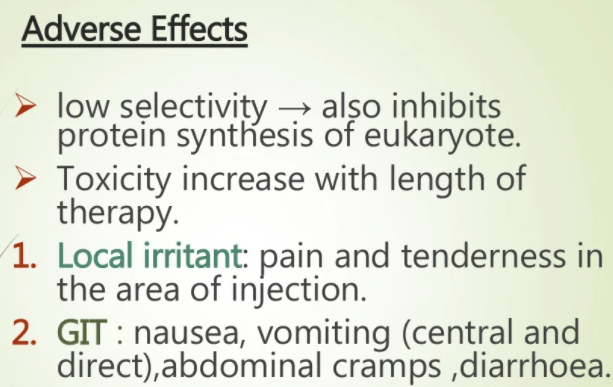 Adverse Effects
➢ low selectivity → also inhibits
protein synthesis of eukaryote.
➢ Toxicity increase with length of
therapy.
1. Local irritant: pain and tenderness in
the area of injection.
2. GIT : nausea, vomiting (central and
direct),abdominal cramps ,diarrhoea.